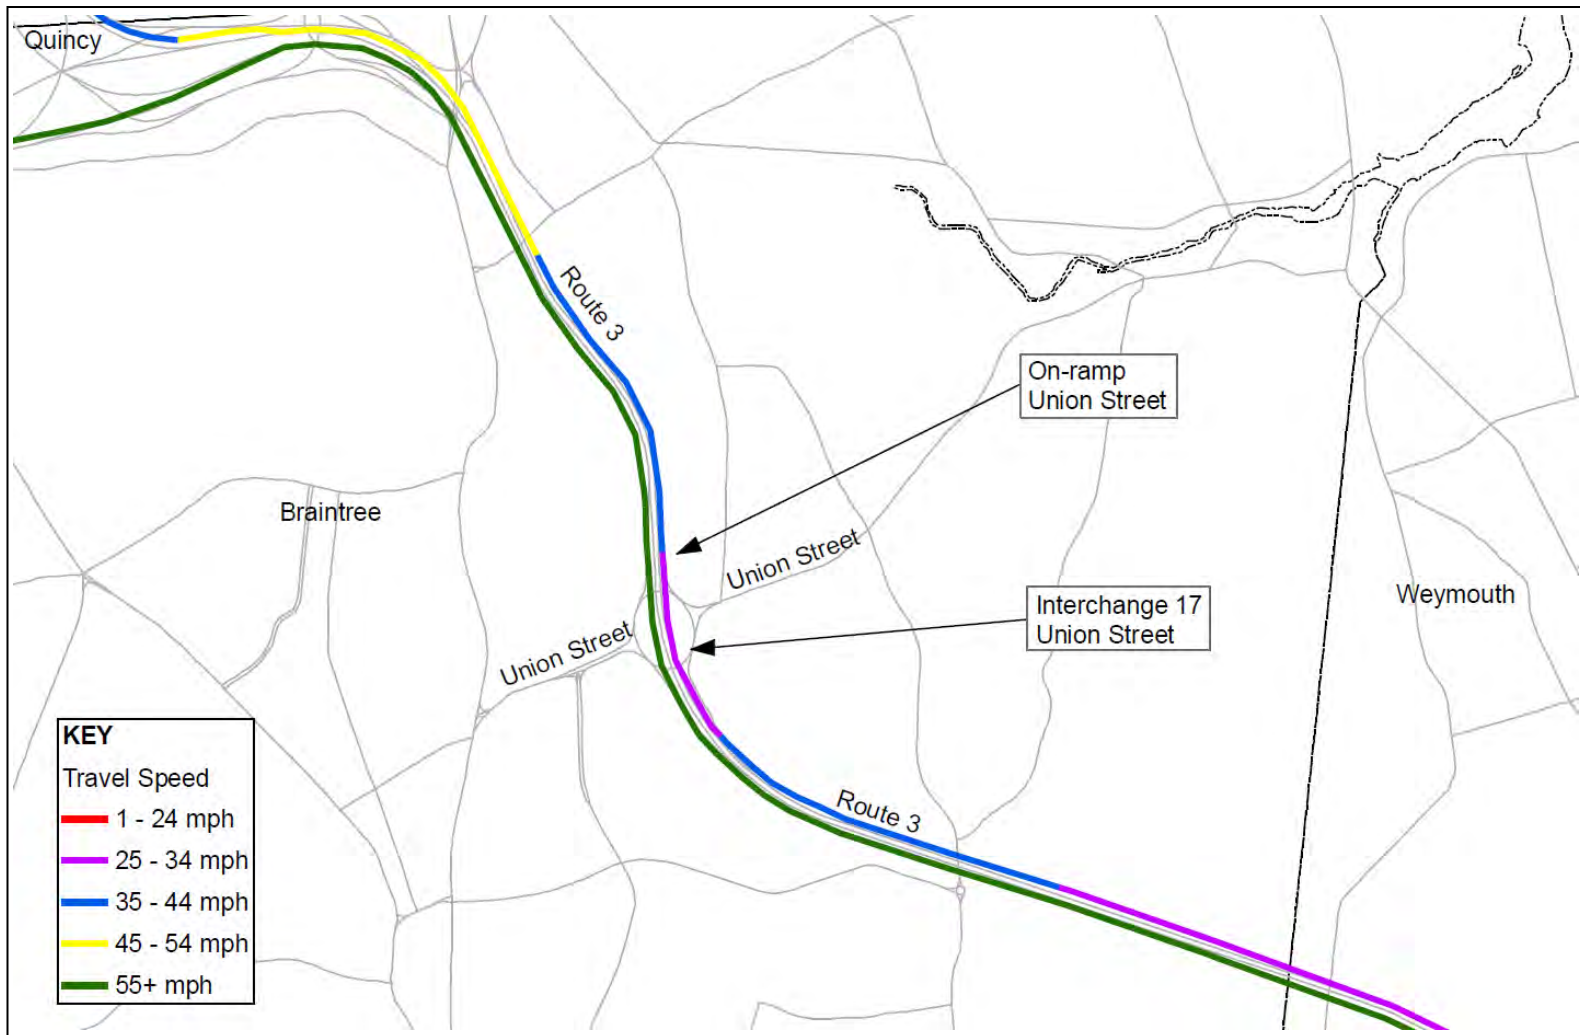 Quincy
Route 3
On-ramp
Union Street
Braintree
Union Street
Interchange 17
Union Street
Weymouth
Union Street
Route 3
KEY
Travel Speed
1 - 24 mph
25 - 34 mph
35 - 44 mph
45 - 54 mph
55+ mph